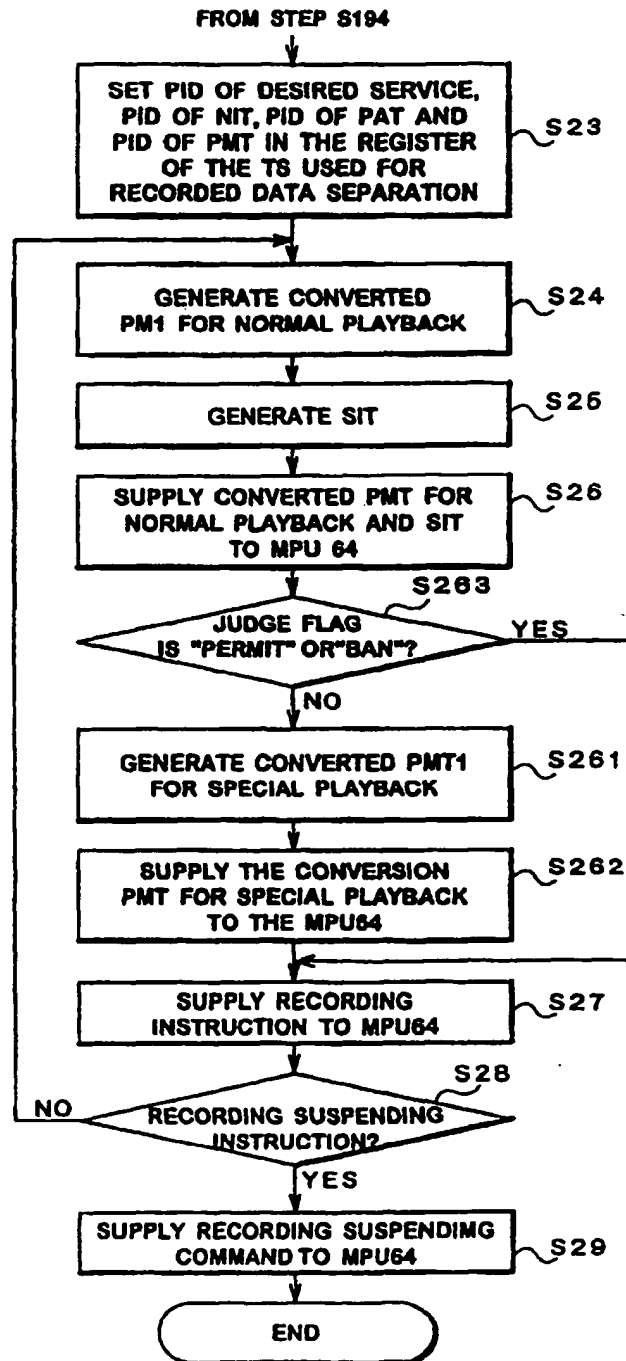 FROM STEP S194
SET PID OF DESIRED SERVICE,
PID OF NIT, PID OF PAT AND
PID OF PMT IN THE REGISTER
OF THE TS USED FOR
RECORDED DATA SEPARATION
S23
GENERATE CONVERTED
PM1 FOR NORMAL PLAYBACK
S24
GENERATE SIT
S25
SUPPLY CONVERTED PMT FOR
NORMAL PLAYBACK AND SIT
TO MPU 64
S26
S263
JUDGE FLAG
IS "PERMIT" OR"BAN"?
YES
NO
GENERATE CONVERTED PMT1
FOR SPECIAL PLAYBACK
S261
SUPPLY THE CONVERSION
PMT FOR SPECIAL PLAYBACK
TO THE MPU64
S262
SUPPLY RECORDING
INSTRUCTION TO MPU64
S27
S28
NO
RECORDING SUSPENDING
INSTRUCTION?
YES
SUPPLY RECORDING SUSPENDIMG
COMMAND TO MPU64
S29
END